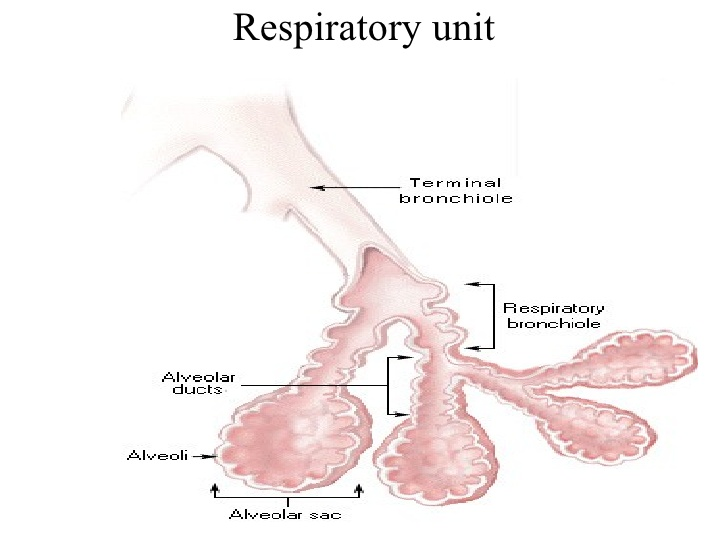 Respiratory unit
Terminal
bronchiole
Respiratory
bronchiole
Alveolar
ducts
Alveoli
Alveolar sac